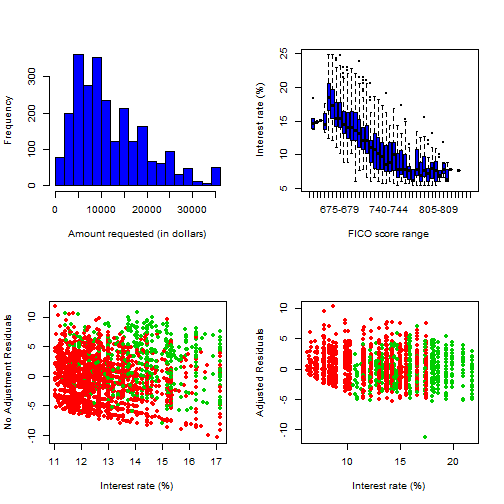 Frequency
0 100 200 300
0 10000 20000 30000
Amount requested (in dollars)
Interest rate (%)
5 10 15 20 25
675-679 740-744 805-809
FICO score range
No Adjustment Residuals
-10 -5 0 5 10
11 12 13 14 15 16 17
Interest rate (%)
Adjusted Residuals
-10 -5 0 5 10
10 15 20
Interest rate (%)